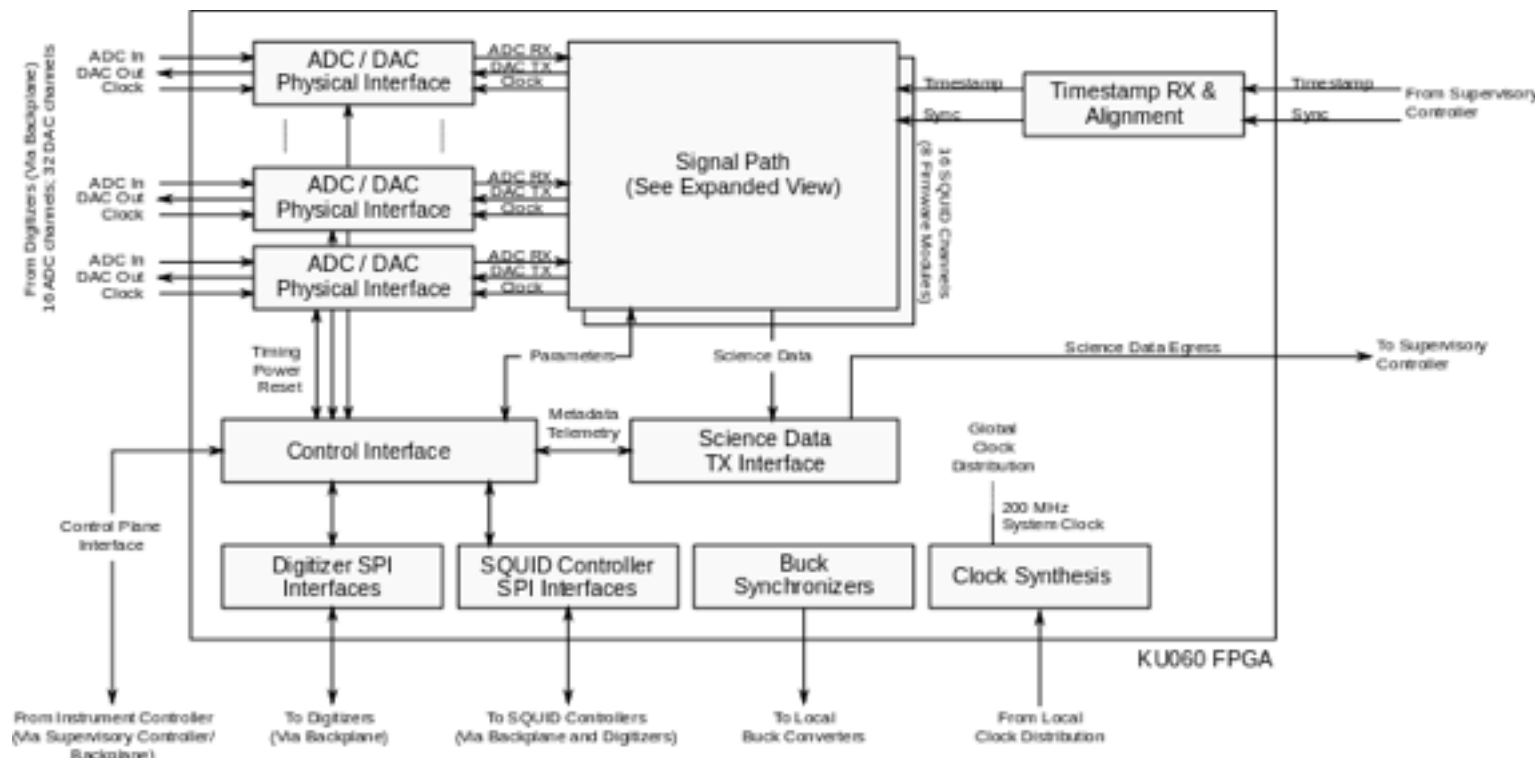 From Digitizers (Via Backplane)
16 ADC channels, 32 DAC channels
ADC In
DAC Out
Clock
ADC / DAC
Physical Interface
ADC RX
DAC TX
Clock
ADC In
DAC Out
Clock
ADC / DAC
Physical Interface
ADC RX
DAC TX
Clock
ADC In
DAC Out
Clock
ADC / DAC
Physical Interface
ADC RX
DAC TX
Clock
Signal Path
(See Expanded View)
16 SQUID Channels
(8 Firmware Modules)
Timestamp
Sync
Timestamp RX &
Alignment
Timestamp
Sync
From Supervisory
Controller
Timing
Power
Reset
Parameters
Science Data
Science Data Egress
To Supervisory
Controller
Control Interface
Metadata
Telemetry
Science Data
TX Interface
Global
Clock
Distribution
200 MHz
System Clock
Control Plane
Interface
Digitizer SPI
Interfaces
SQUID Controller
SPI Interfaces
Buck
Synchronizers
Clock Synthesis
KU060 FPGA
From Instrument Controller
(Via Supervisory Controller/
Backplane)
To Digitizers
(Via Backplane)
To SQUID Controllers
(Via Backplane and Digitizers)
To Local
Buck Converters
From Local
Clock Distribution